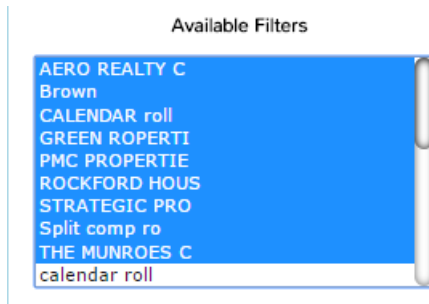 Available Filters
AERO REALTY C
Brown
CALENDAR roll
GREEN ROPERTI
PMC PROPERTIE
ROCKFORD HOUS
STRATEGIC PRO
Split comp ro
THE MUNROES C
calendar roll